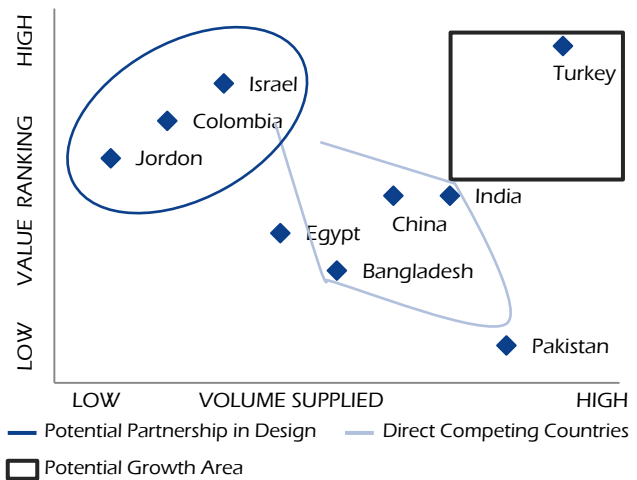 HIGH
VALUE RANKING
LOW
Turkey
Israel
Colombia
Jordon
India
China
Egypt
Bangladesh
Pakistan
LOW
VOLUME SUPPLIED
HIGH
Potential Partnership in Design
Direct Competing Countries
Potential Growth Area